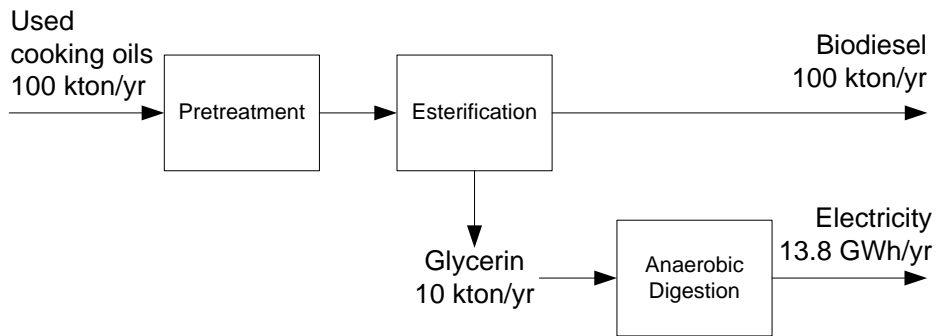 Used
cooking oils
100 kton/yr
Pretreatment
Esterification
Biodiesel
100 kton/yr
Glycerin
10 kton/yr
Anaerobic
Digestion
Electricity
13.8 GWh/yr